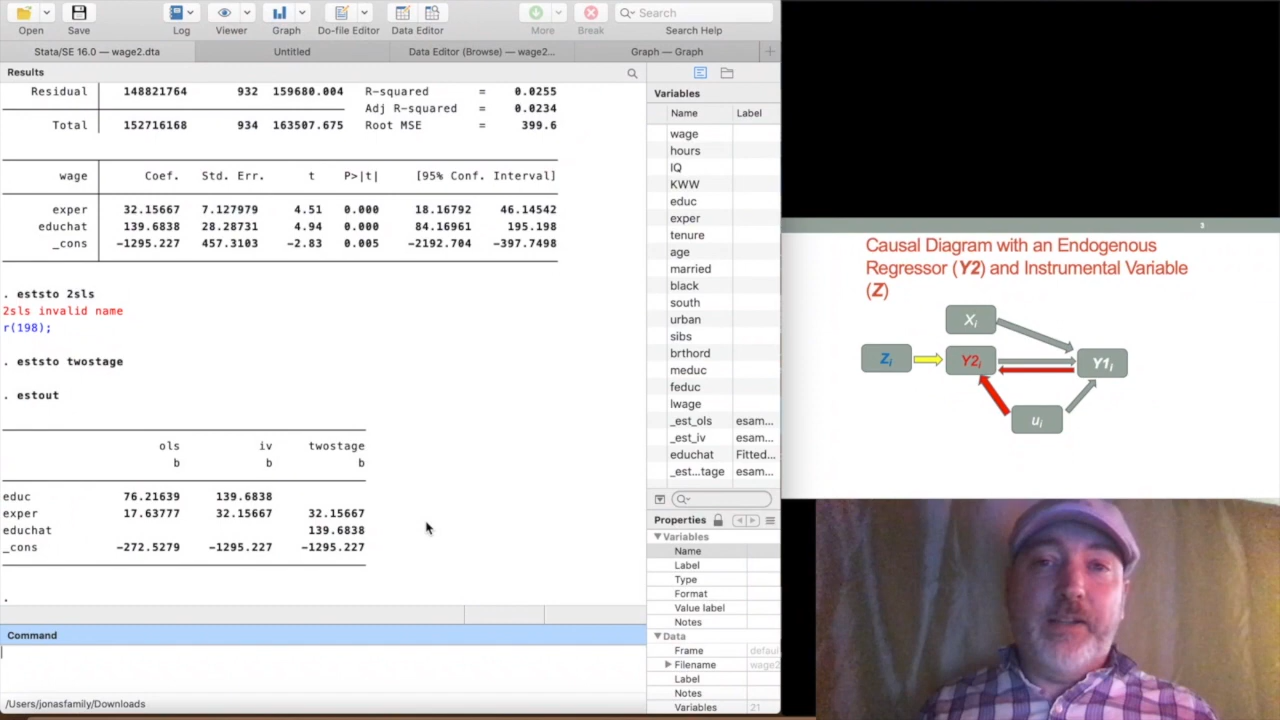 Open Save Log Viewer Graph Do-file Editor Data Editor More Break Search
Search Help
Stata/SE 16.0 — wage2.dta Untitled Data Editor (Browse) — wage2... Graph — Graph
Results
Residual 148821764 932 159680.004 R-squared = 0.0255
Adj R-squared = 0.0234
Total 152716168 934 163507.675 Root MSE = 399.6
wage Coef. Std. Err. t P>|t| [95% Conf. Interval]
exper 32.15667 7.127979 4.51 0.000 18.16792 46.14542
educhat 139.6838 28.28731 4.94 0.000 84.16961 195.198
_cons -1295.227 457.3103 -2.83 0.005 -2192.704 -397.7498
. eststo 2sls
2sls invalid name
r(198);
. eststo twostage
. estout
ols iv twostage
b b b
educ 76.21639 139.6838
exper 17.63777 32.15667 32.15667
educhat 139.6838
_cons -272.5279 -1295.227 -1295.227
.
Command
/Users/jonasfamily/Downloads
Variables
Name Label
wage
hours
IQ
KWW
educ
exper
tenure
age
married
black
south
urban
sibs
brthord
meduc
feduc
lwage
_est_ols esam...
_est_iv esam...
educhat Fitted...
_est...tage esam...
Properties
Variables
Name
Label
Type
Format
Value label
Notes
Data
Frame defau
Filename wage2
Label
Notes
Variables 21
3
Causal Diagram with an Endogenous
Regressor (Y2) and Instrumental Variable
(Z)
Xi
Zi Y2i Y1i
ui